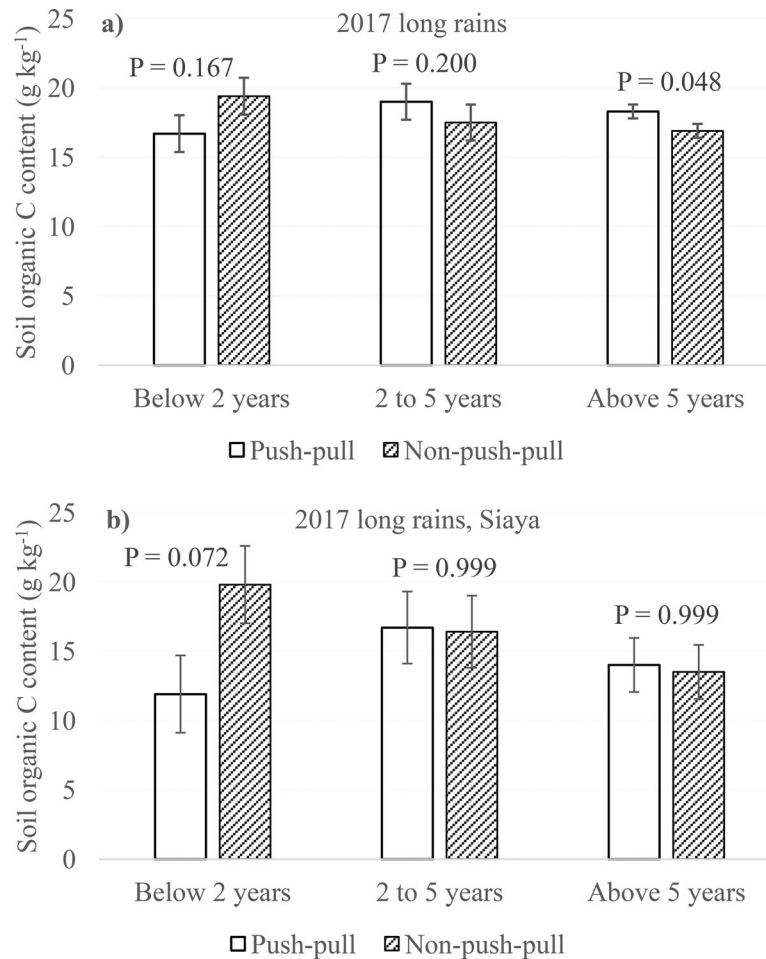 a) 2017 long rains
Soil organic C content (g kg⁻¹)
25
20
15
10
5
0
P = 0.167
P = 0.200
P = 0.048
Below 2 years
2 to 5 years
Above 5 years
Push-pull
Non-push-pull
b) 2017 long rains, Siaya
Soil organic C content (g kg⁻¹)
25
20
15
10
5
0
P = 0.072
P = 0.999
P = 0.999
Below 2 years
2 to 5 years
Above 5 years
Push-pull
Non-push-pull